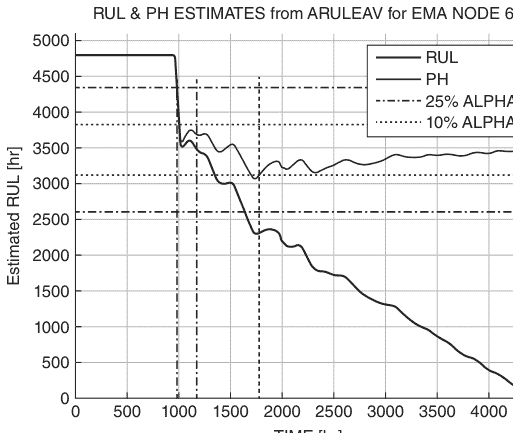 RUL & PH ESTIMATES from ARULEAV for EMA NODE 6
Estimated RUL [hr]
5000
4500
4000
3500
3000
2500
2000
1500
1000
500
0
RUL
PH
25% ALPHA
10% ALPHA
0 500 1000 1500 2000 2500 3000 3500 4000